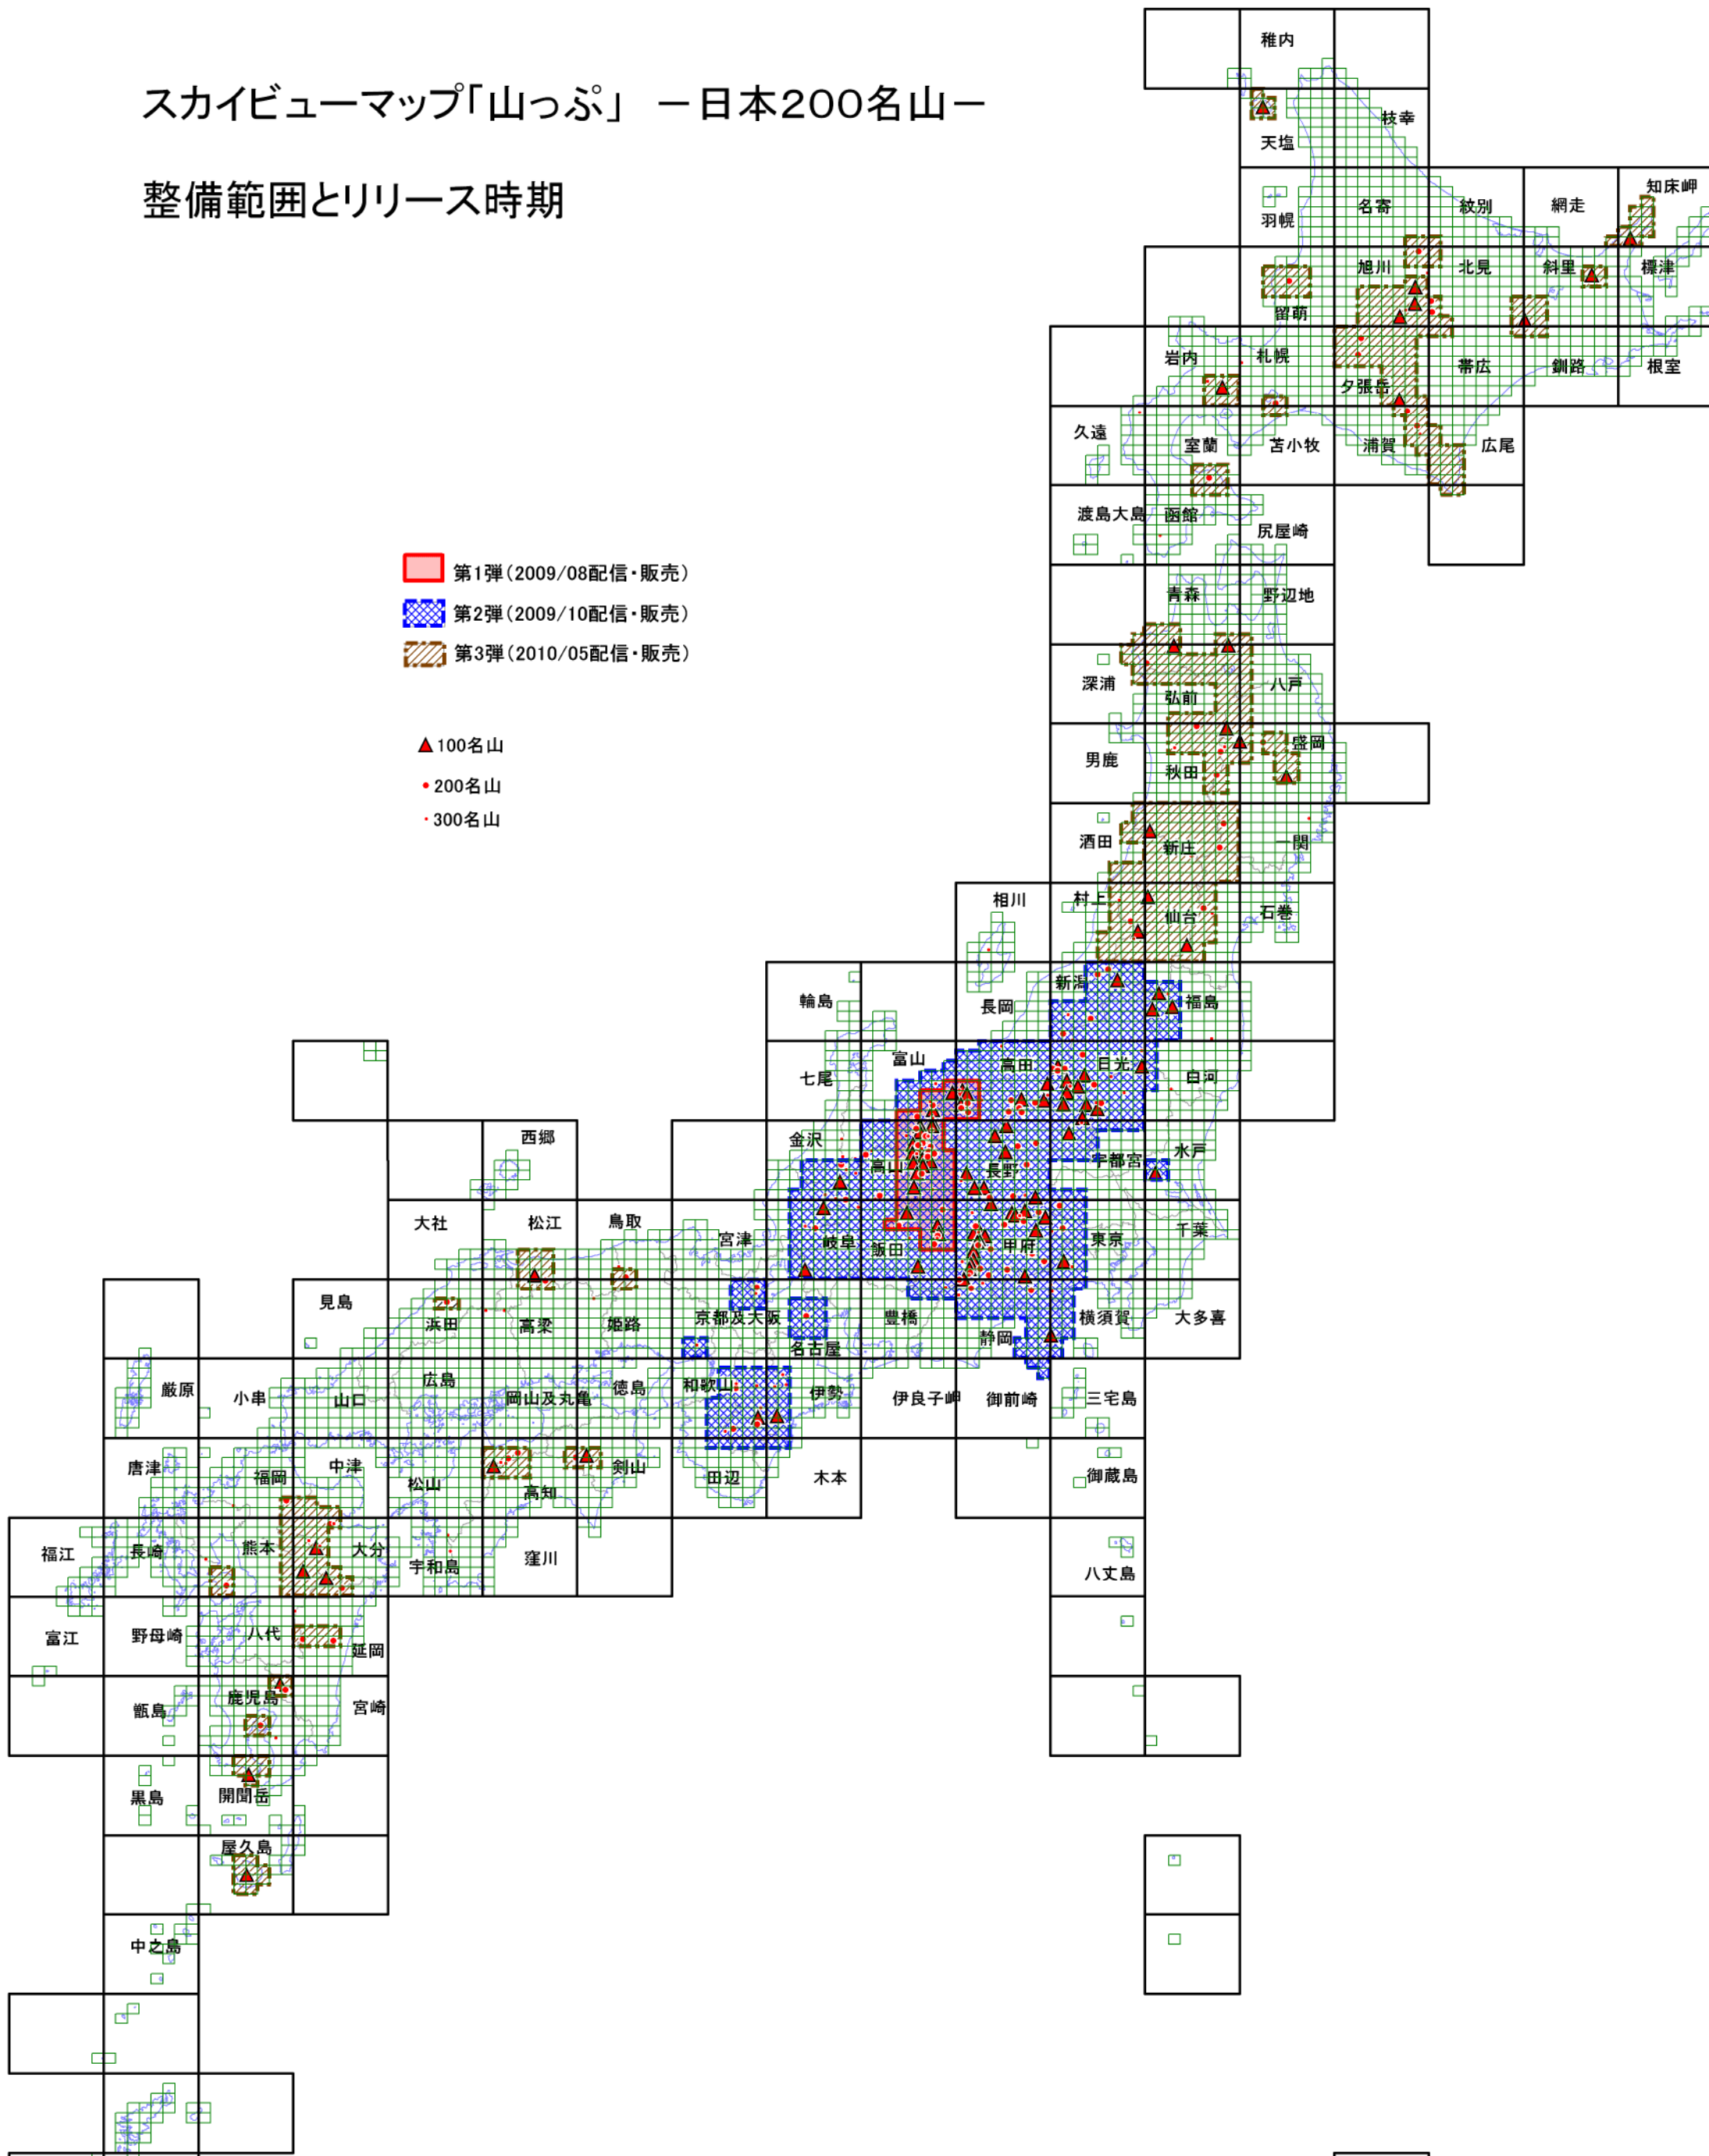 スカイビューマップ「山っぷ」 －日本200名山－
整備範囲とリリース時期
第1弾(2009/08配信・販売)
第2弾(2009/10配信・販売)
第3弾(2010/05配信・販売)
100名山
200名山
300名山
稚内
枝幸
天塩
知床岬
網走
紋別
名寄
羽幌
旭川
北見
斜里
標津
留萌
岩内
札幌
夕張岳
帯広
釧路
根室
久遠
室蘭
苫小牧
浦賀
広尾
渡島大島
函館
尻屋崎
青森
野辺地
深浦
弘前
八戸
男鹿
秋田
盛岡
酒田
新庄
一関
相川
村上
仙台
石巻
輪島
長岡
新潟
福島
七尾
富山
高田
日光
白河
西郷
金沢
高山
長野
宇都宮
水戸
大社
松江
鳥取
宮津
岐阜
飯田
甲府
東京
千葉
見島
浜田
高梁
姫路
京都及大阪
名古屋
豊橋
静岡
横須賀
大多喜
厳原
小串
山口
広島
岡山及丸亀
徳島
和歌山
伊勢
伊良子岬
御前崎
三宅島
唐津
福岡
中津
松山
高知
剣山
田辺
木本
御蔵島
福江
長崎
熊本
大分
宇和島
窪川
八丈島
富江
野母崎
八代
延岡
甑島
鹿児島
宮崎
黒島
開聞岳
屋久島
中之島